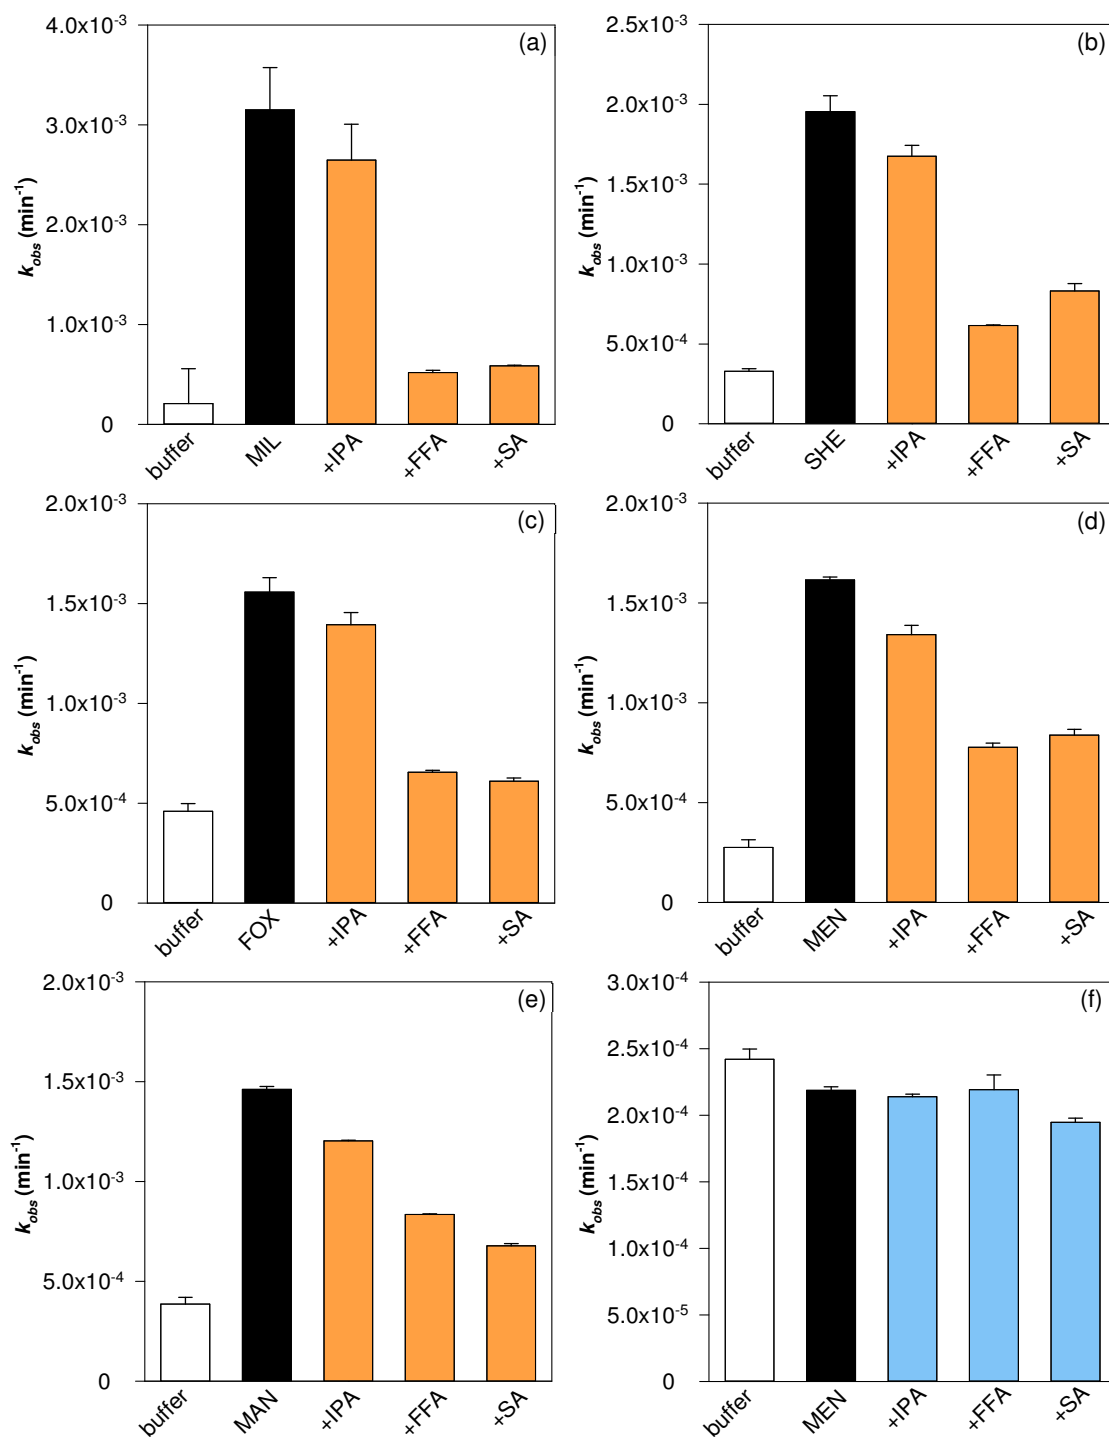 (a)
4.0x10⁻³
3.0x10⁻³
2.0x10⁻³
1.0x10⁻³
0
k_obs (min⁻¹)
buffer MIL +IPA +FFA +SA
(b)
2.5x10⁻³
2.0x10⁻³
1.5x10⁻³
1.0x10⁻³
5.0x10⁻⁴
0
k_obs (min⁻¹)
buffer SHE +IPA +FFA +SA
(c)
2.0x10⁻³
1.5x10⁻³
1.0x10⁻³
5.0x10⁻⁴
0
k_obs (min⁻¹)
buffer FOX +IPA +FFA +SA
(d)
2.0x10⁻³
1.5x10⁻³
1.0x10⁻³
5.0x10⁻⁴
0
k_obs (min⁻¹)
buffer MEN +IPA +FFA +SA
(e)
2.0x10⁻³
1.5x10⁻³
1.0x10⁻³
5.0x10⁻⁴
0
k_obs (min⁻¹)
buffer MAN +IPA +FFA +SA
(f)
3.0x10⁻⁴
2.5x10⁻⁴
2.0x10⁻⁴
1.5x10⁻⁴
1.0x10⁻⁴
5.0x10⁻⁵
0
k_obs (min⁻¹)
buffer MEN +IPA +FFA +SA